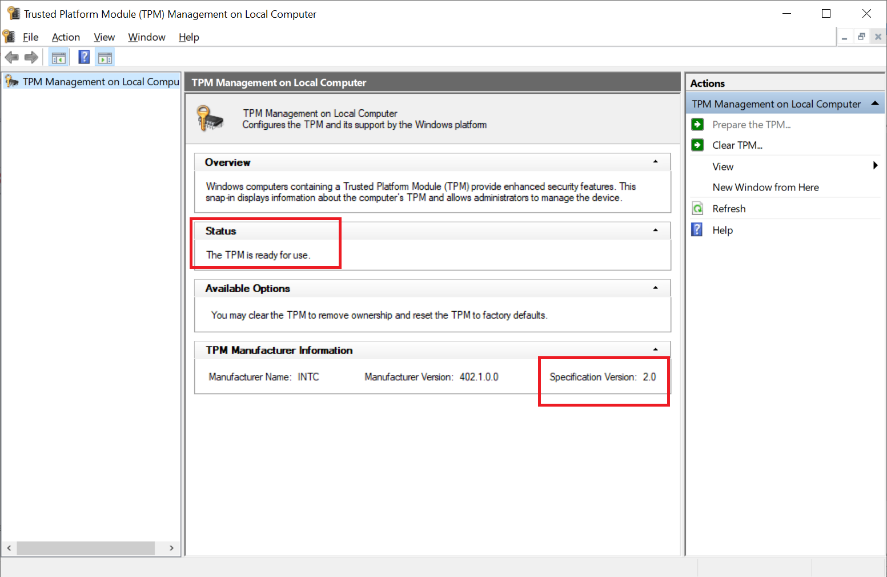 Trusted Platform Module (TPM) Management on Local Computer
File Action View Window Help
TPM Management on Local Compu
TPM Management on Local Computer
TPM Management on Local Computer
Configures the TPM and its support by the Windows platform
Overview
Windows computers containing a Trusted Platform Module (TPM) provide enhanced security features. This
snap-in displays information about the computer's TPM and allows administrators to manage the device.
Status
The TPM is ready for use.
Available Options
You may clear the TPM to remove ownership and reset the TPM to factory defaults.
TPM Manufacturer Information
Manufacturer Name: INTC Manufacturer Version: 402.1.0.0 Specification Version: 2.0
Actions
TPM Management on Local Computer
Prepare the TPM...
Clear TPM...
View
New Window from Here
Refresh
Help